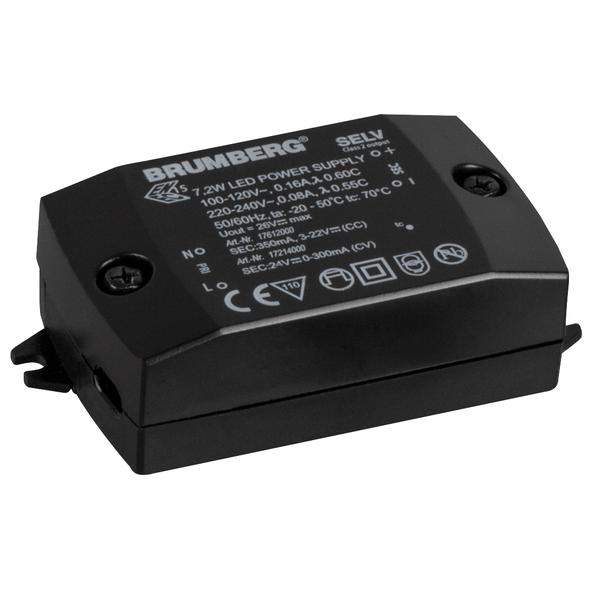 SELV
Class 2 output
BRUMBERG
7,2W LED POWER SUPPLY
100-120V~, 0.16A, λ 0.60C
220-240V~, 0.08A, λ 0.55C
50/60Hz, ta: -20 - 50°C tc: 70°C
Uout = 26V⎓ max
Art.-Nr. 17612000
SEC:350mA, 3-22V⎓ (CC)
Art.-Nr. 17214000
SEC:24V⎓ 0-300mA (CV)
+
SEC
-
N
PRI
L
tc
CE
110